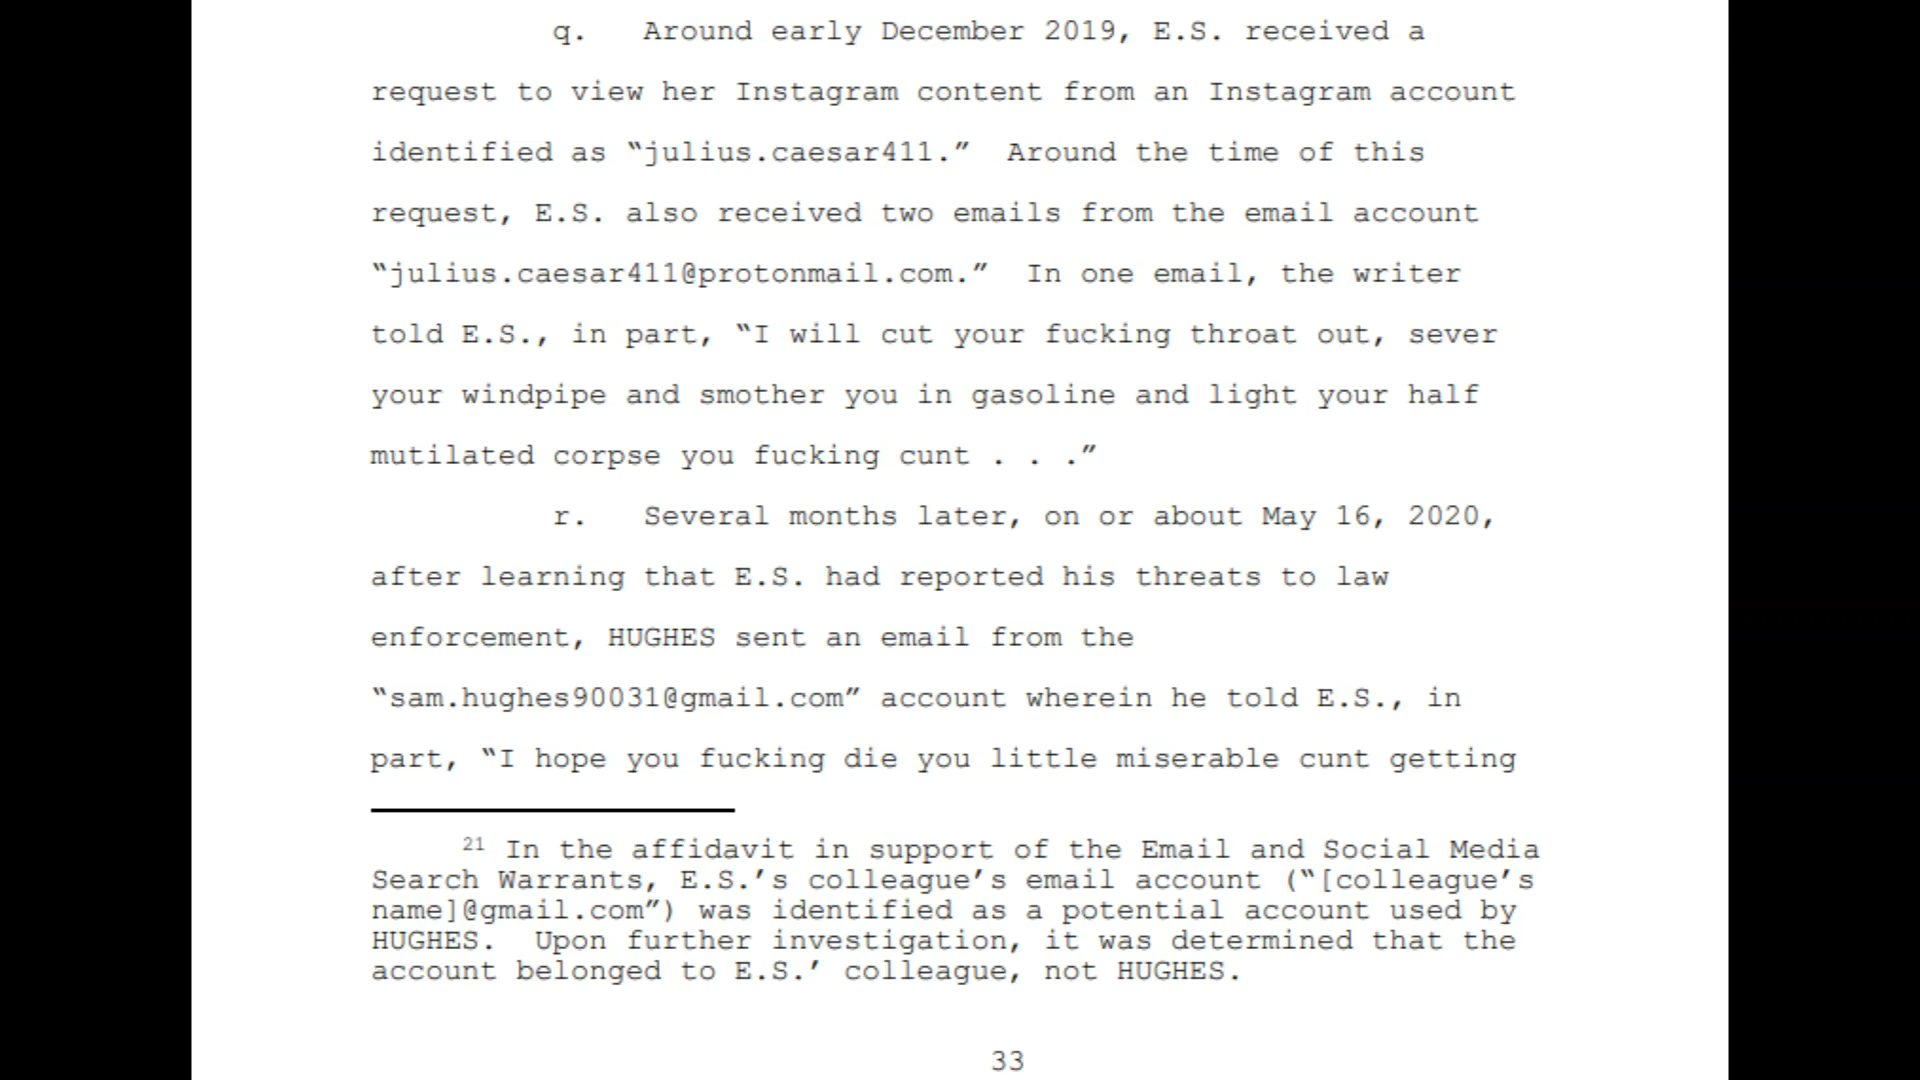 q. Around early December 2019, E.S. received a
request to view her Instagram content from an Instagram account
identified as “julius.caesar411.” Around the time of this
request, E.S. also received two emails from the email account
“julius.caesar411@protonmail.com.” In one email, the writer
told E.S., in part, “I will cut your fucking throat out, sever
your windpipe and smother you in gasoline and light your half
mutilated corpse you fucking cunt . . .”
r. Several months later, on or about May 16, 2020,
after learning that E.S. had reported his threats to law
enforcement, HUGHES sent an email from the
“sam.hughes90031@gmail.com” account wherein he told E.S., in
part, “I hope you fucking die you little miserable cunt getting
21 In the affidavit in support of the Email and Social Media
Search Warrants, E.S.’s colleague’s email account (“[colleague’s
name]@gmail.com”) was identified as a potential account used by
HUGHES. Upon further investigation, it was determined that the
account belonged to E.S.’ colleague, not HUGHES.
33